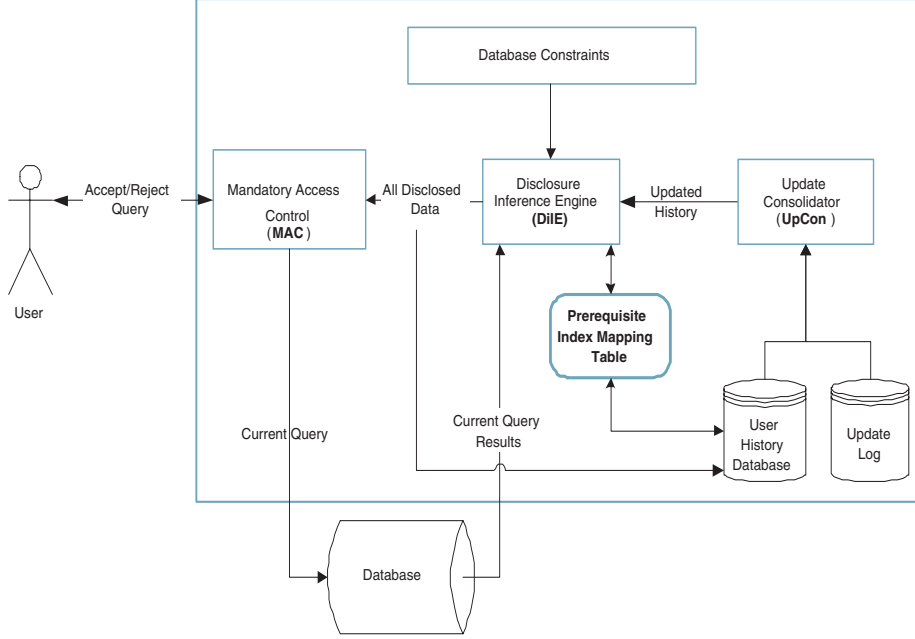 Database Constraints
Accept/Reject
Query
User
Mandatory Access
Control
(MAC )
All Disclosed
Data
Disclosure
Inference Engine
(DiIE)
Updated
History
Update
Consolidator
(UpCon )
Prerequisite
Index Mapping
Table
Current Query
Current Query
Results
User
History
Database
Update
Log
Database